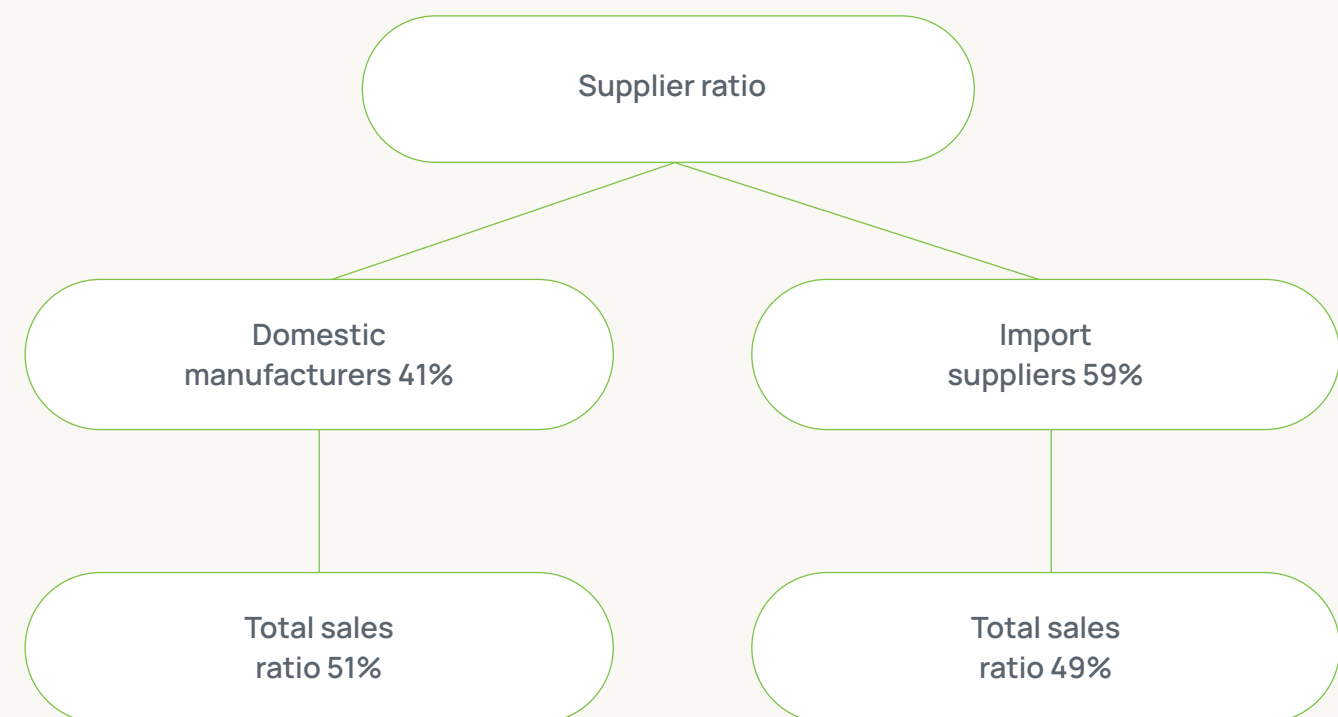 Supplier ratio
Domestic
manufacturers 41%
Import
suppliers 59%
Total sales
ratio 51%
Total sales
ratio 49%